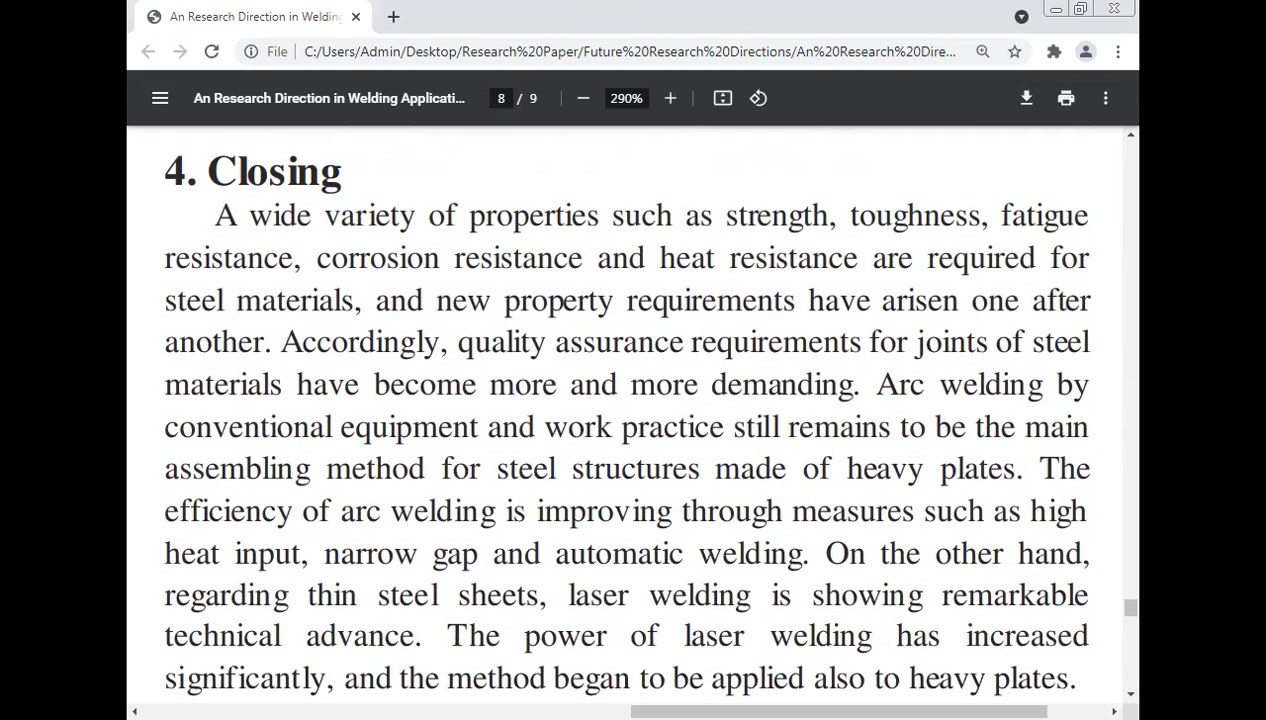 An Research Direction in Welding
File C:/Users/Admin/Desktop/Research%20Paper/Future%20Research%20Directions/An%20Research%20Dire...
An Research Direction in Welding Applicati... 8 / 9 290%
4. Closing
A wide variety of properties such as strength, toughness, fatigue
resistance, corrosion resistance and heat resistance are required for
steel materials, and new property requirements have arisen one after
another. Accordingly, quality assurance requirements for joints of steel
materials have become more and more demanding. Arc welding by
conventional equipment and work practice still remains to be the main
assembling method for steel structures made of heavy plates. The
efficiency of arc welding is improving through measures such as high
heat input, narrow gap and automatic welding. On the other hand,
regarding thin steel sheets, laser welding is showing remarkable
technical advance. The power of laser welding has increased
significantly, and the method began to be applied also to heavy plates.